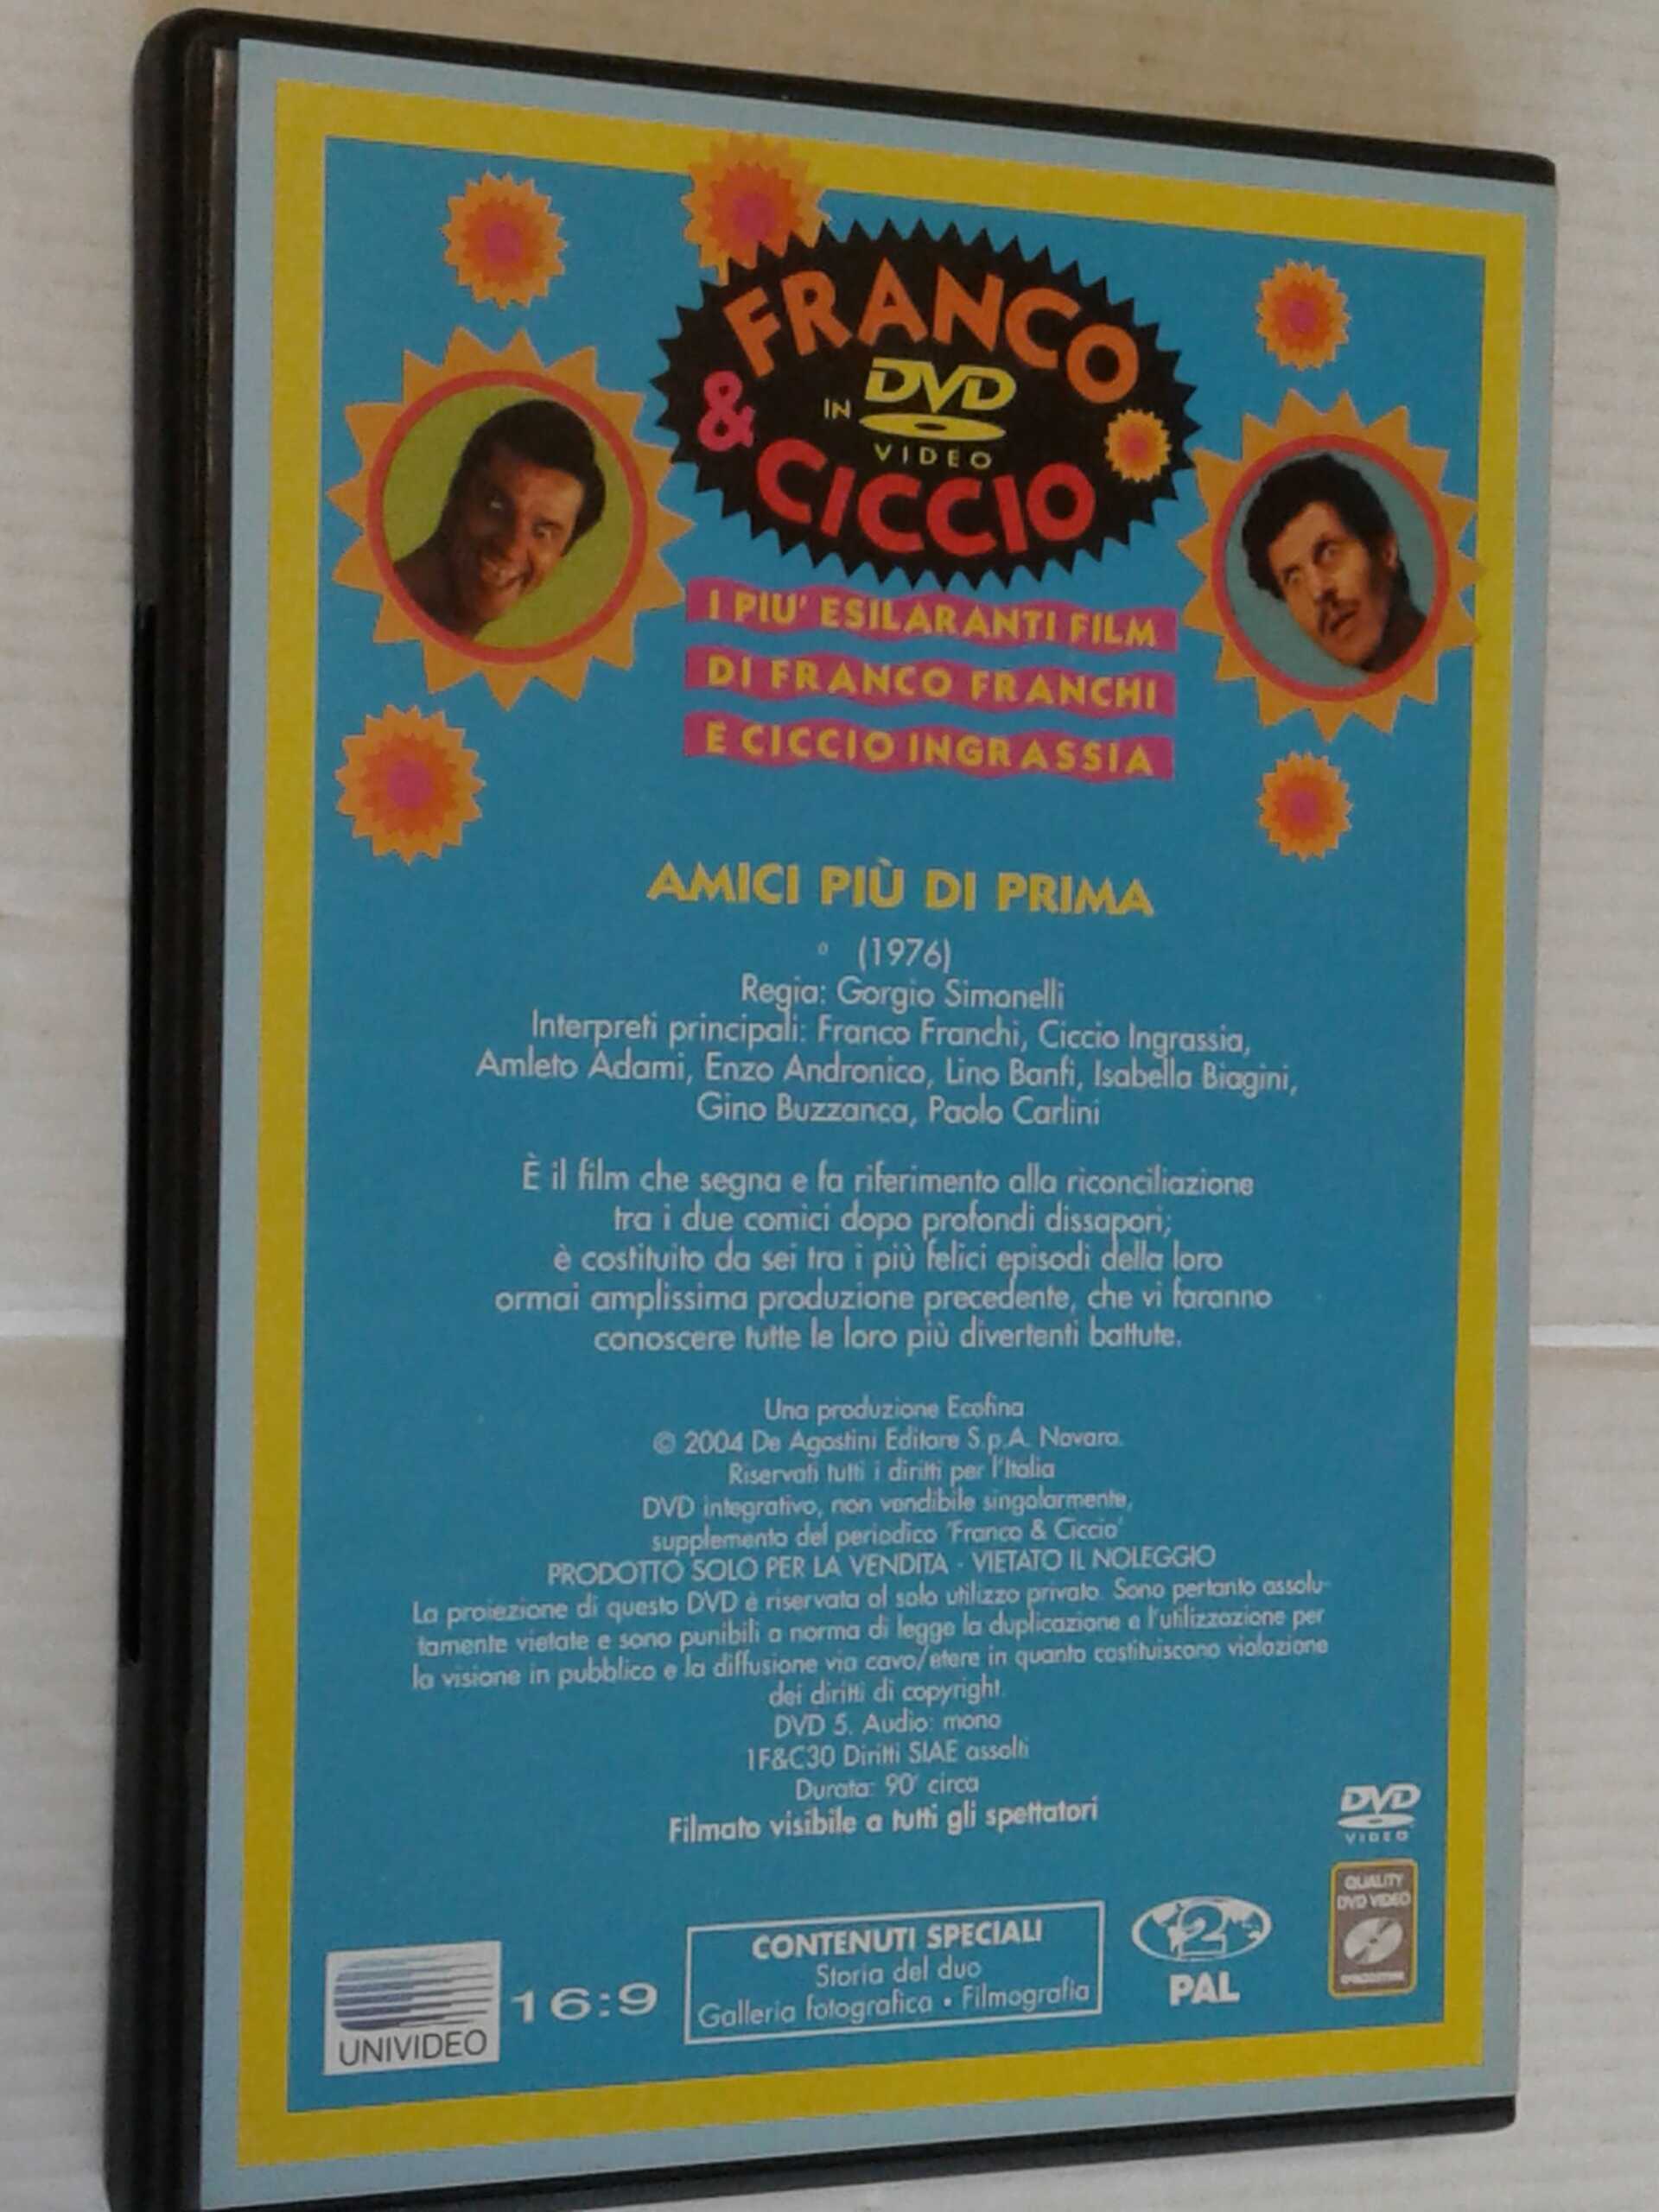 FRANCO
& IN DVD
VIDEO
CICCIO
I PIU' ESILARANTI FILM
DI FRANCO FRANCHI
E CICCIO INGRASSIA
AMICI PIÙ DI PRIMA
(1976)
Regia: Gorgio Simonelli
Interpreti principali: Franco Franchi, Ciccio Ingrassia,
Amleto Adami, Enzo Andronico, Lino Banfi, Isabella Biagini,
Gino Buzzanca, Paolo Carlini
È il film che segna e fa riferimento alla riconciliazione
tra i due comici dopo profondi dissapori;
è costituito da sei tra i più felici episodi della loro
ormai amplissima produzione precedente, che vi faranno
conoscere tutte le loro più divertenti battute.
Una produzione Ecofina
© 2004 De Agostini Editore S.p.A. Novara.
Riservati tutti i diritti per l'Italia
DVD integrativo, non vendibile singolarmente,
supplemento del periodico 'Franco & Ciccio'
PRODOTTO SOLO PER LA VENDITA - VIETATO IL NOLEGGIO
La proiezione di questo DVD è riservata al solo utilizzo privato. Sono pertanto assolu-
tamente vietate e sono punibili a norma di legge la duplicazione e l'utilizzazione per
la visione in pubblico e la diffusione via cavo/etere in quanto costituiscono violazione
dei diritti di copyright.
DVD 5. Audio: mono
1F&C30 Diritti SIAE assolti
Durata: 90' circa
Filmato visibile a tutti gli spettatori
DVD
VIDEO
QUALITY
DVD VIDEO
DeAGOSTINI
CONTENUTI SPECIALI
Storia del duo
Galleria fotografica • Filmografia
2
PAL
16:9
UNIVIDEO